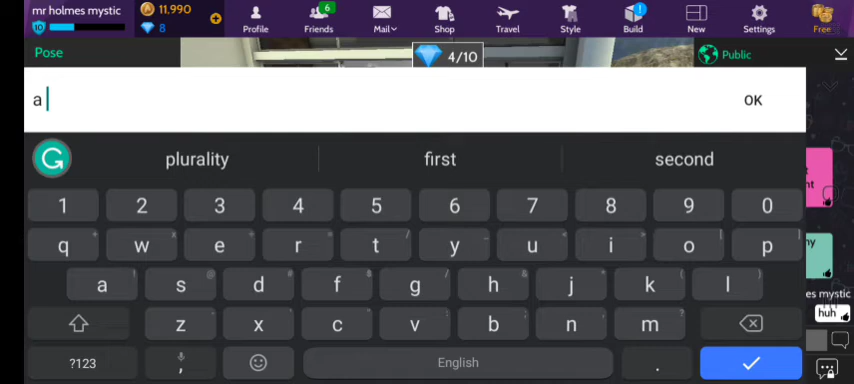 mr holmes mystic
10
11,990
8
6
Profile
Friends
Mail
Shop
Travel
Style
Build
New
Settings
Free
Pose
4/10
Public
a
OK
plurality
first
second
1 2 3 4 5 6 7 8 9 0
q w e r t y u i o p
a s d f g h j k l
z x c v b n m
?123
,
English
.
es mystic
huh